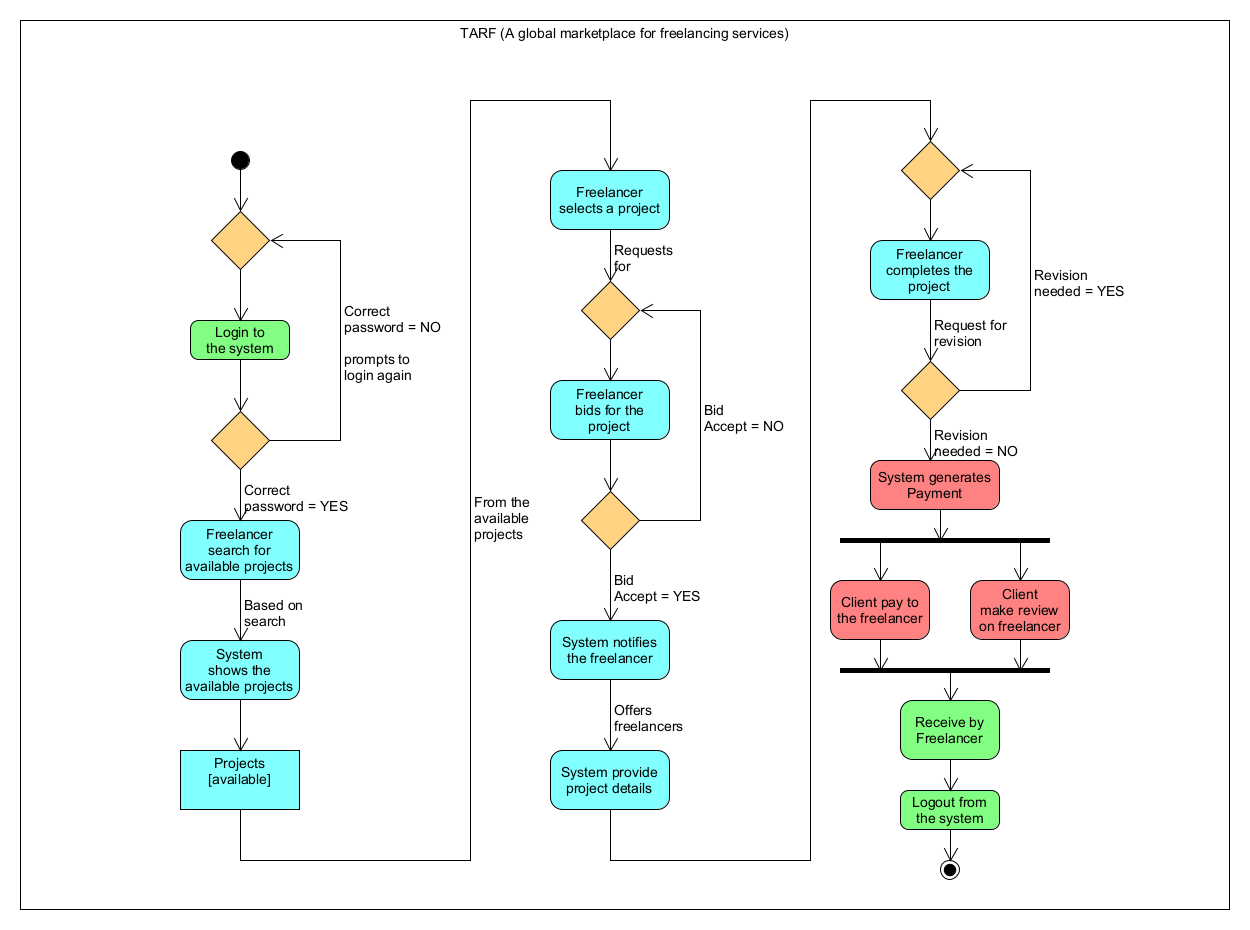 TARF (A global marketplace for freelancing services)
Login to
the system
Correct
password = NO
prompts to
login again
Correct
password = YES
Freelancer
search for
available projects
Based on
search
System
shows the
available projects
Projects
[available]
From the
available
projects
Freelancer
selects a project
Requests
for
Freelancer
bids for the
project
Bid
Accept = NO
Bid
Accept = YES
System notifies
the freelancer
Offers
freelancers
System provide
project details
Freelancer
completes the
project
Revision
needed = YES
Request for
revision
Revision
needed = NO
System generates
Payment
Client pay to
the freelancer
Client
make review
on freelancer
Receive by
Freelancer
Logout from
the system